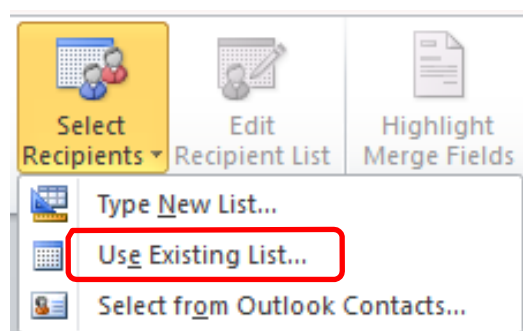 Select Recipients
Edit Recipient List
Highlight Merge Fields
Type New List...
Use Existing List...
Select from Outlook Contacts...